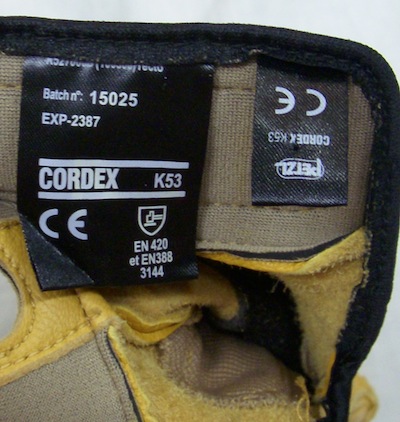 Batch n°: 15025
EXP-2387
CORDEX K53
CE
EN 420
et EN388
3144
CE
CORDEX K53
PETZL